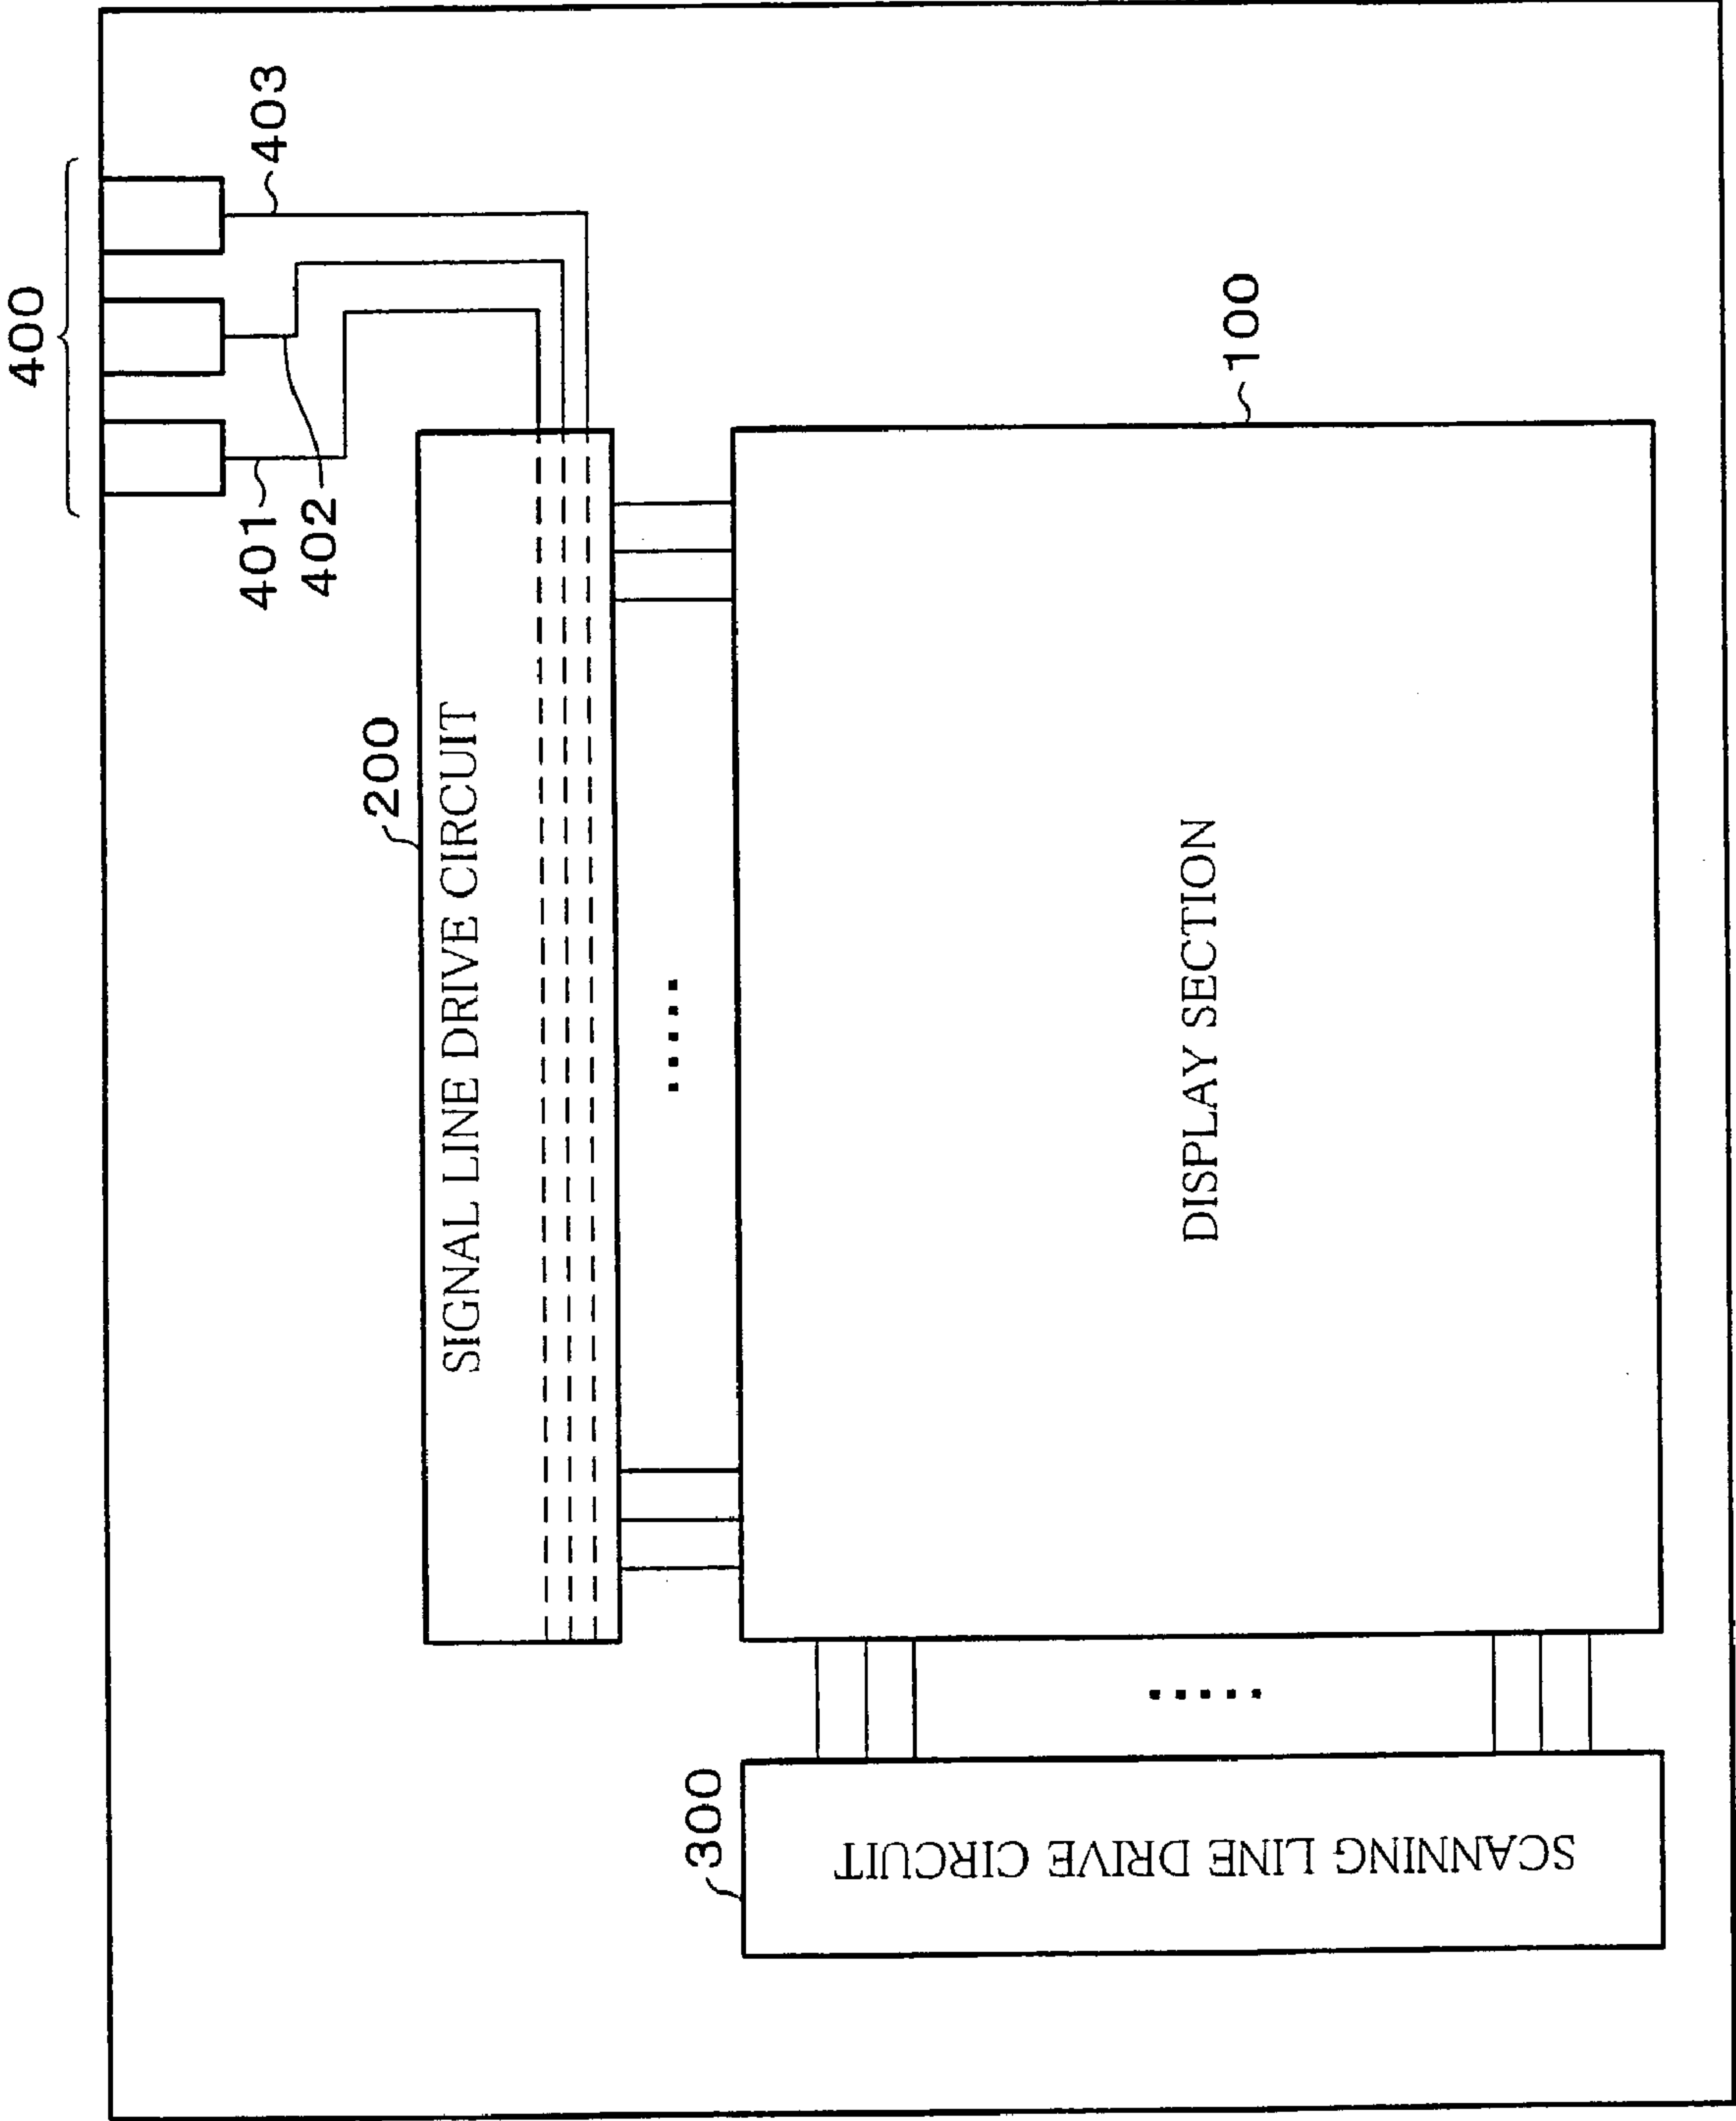 400
403
401
402
200
SIGNAL LINE DRIVE CIRCUIT
100
DISPLAY SECTION
300
SCANNING LINE DRIVE CIRCUIT